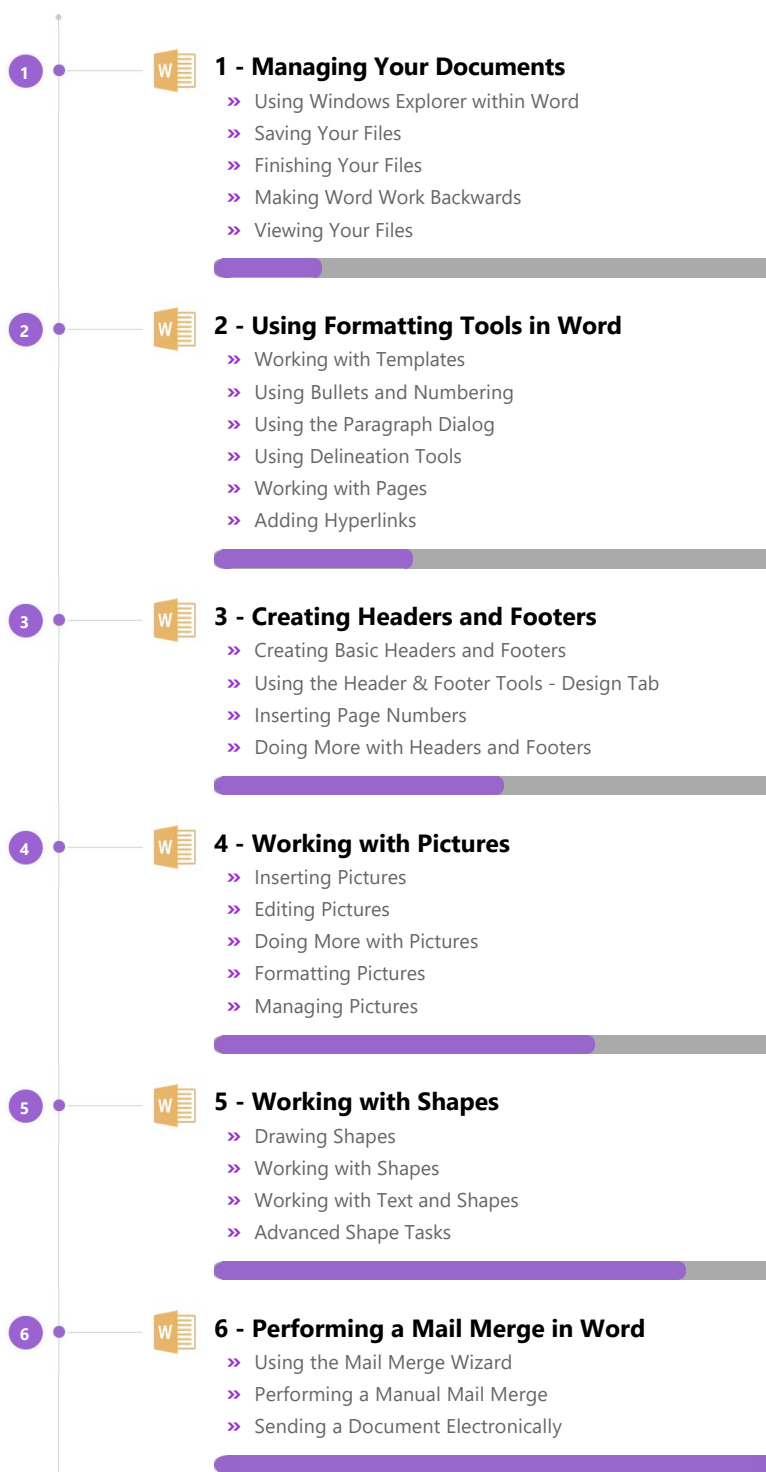 1
W
1 - Managing Your Documents
» Using Windows Explorer within Word
» Saving Your Files
» Finishing Your Files
» Making Word Work Backwards
» Viewing Your Files
2
W
2 - Using Formatting Tools in Word
» Working with Templates
» Using Bullets and Numbering
» Using the Paragraph Dialog
» Using Delineation Tools
» Working with Pages
» Adding Hyperlinks
3
W
3 - Creating Headers and Footers
» Creating Basic Headers and Footers
» Using the Header & Footer Tools - Design Tab
» Inserting Page Numbers
» Doing More with Headers and Footers
4
W
4 - Working with Pictures
» Inserting Pictures
» Editing Pictures
» Doing More with Pictures
» Formatting Pictures
» Managing Pictures
5
W
5 - Working with Shapes
» Drawing Shapes
» Working with Shapes
» Working with Text and Shapes
» Advanced Shape Tasks
6
W
6 - Performing a Mail Merge in Word
» Using the Mail Merge Wizard
» Performing a Manual Mail Merge
» Sending a Document Electronically